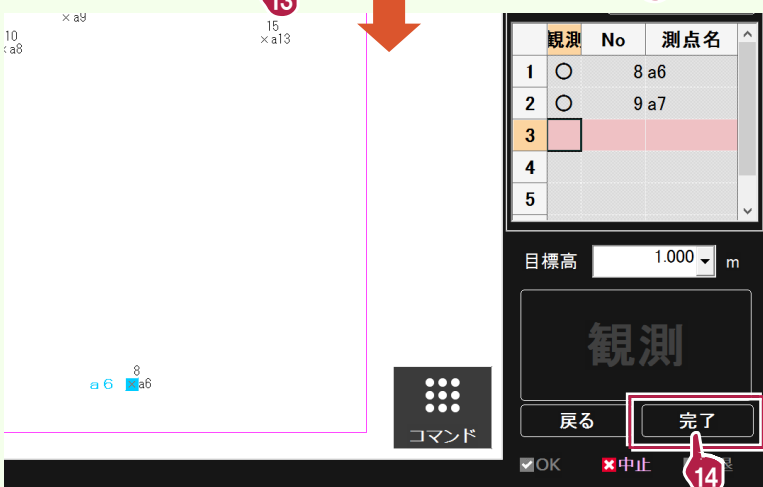 13
× a9
10
× a8
15
× a13
観測 No 測点名
1 ○ 8 a6
2 ○ 9 a7
3
4
5
目標高 1.000 m
観測
8
a6 ×a6
コマンド
戻る 完了
OK 中止
14